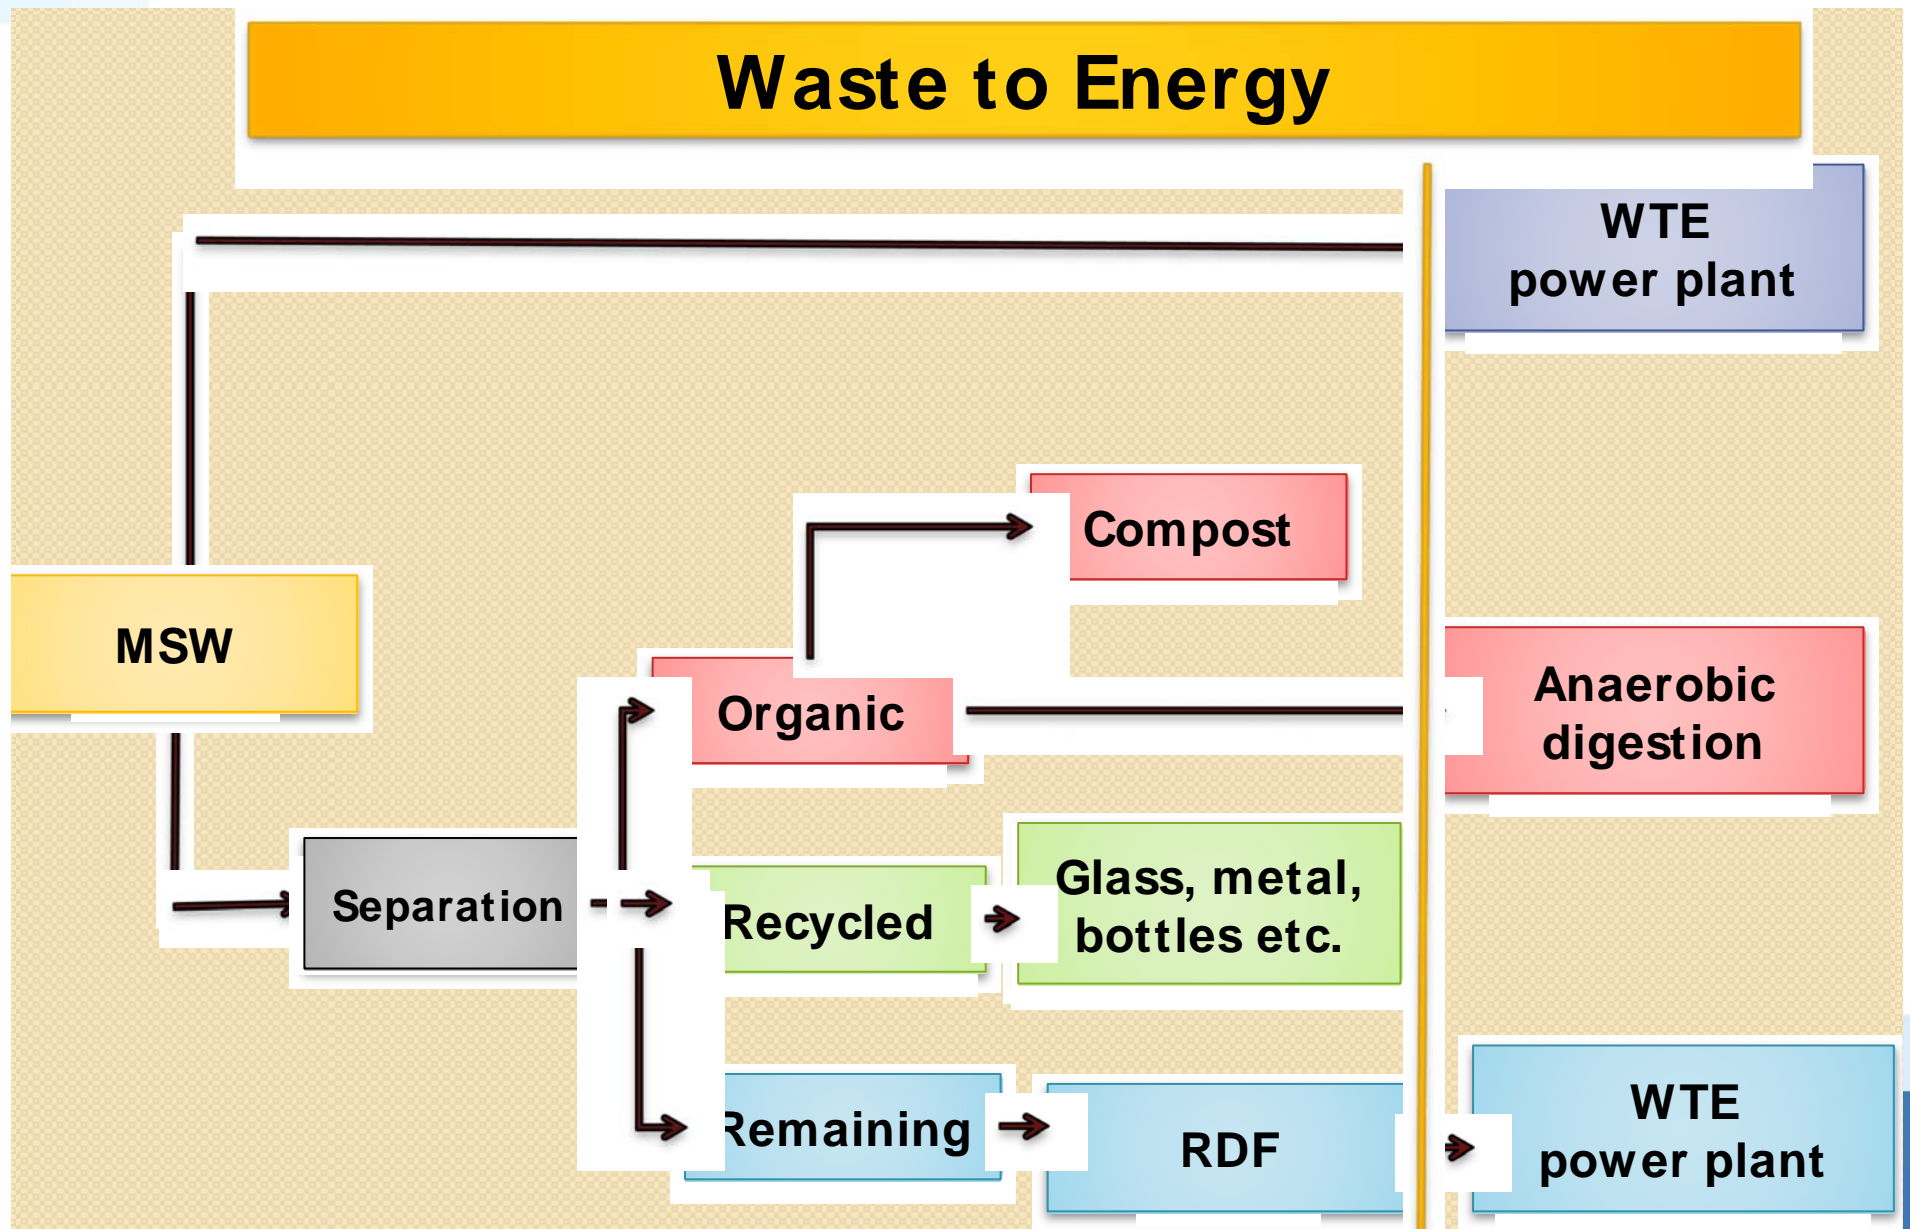 Waste to Energy
WTE
power plant
Compost
MSW
Organic
Anaerobic
digestion
Separation
Recycled
Glass, metal,
bottles etc.
Remaining
RDF
WTE
power plant